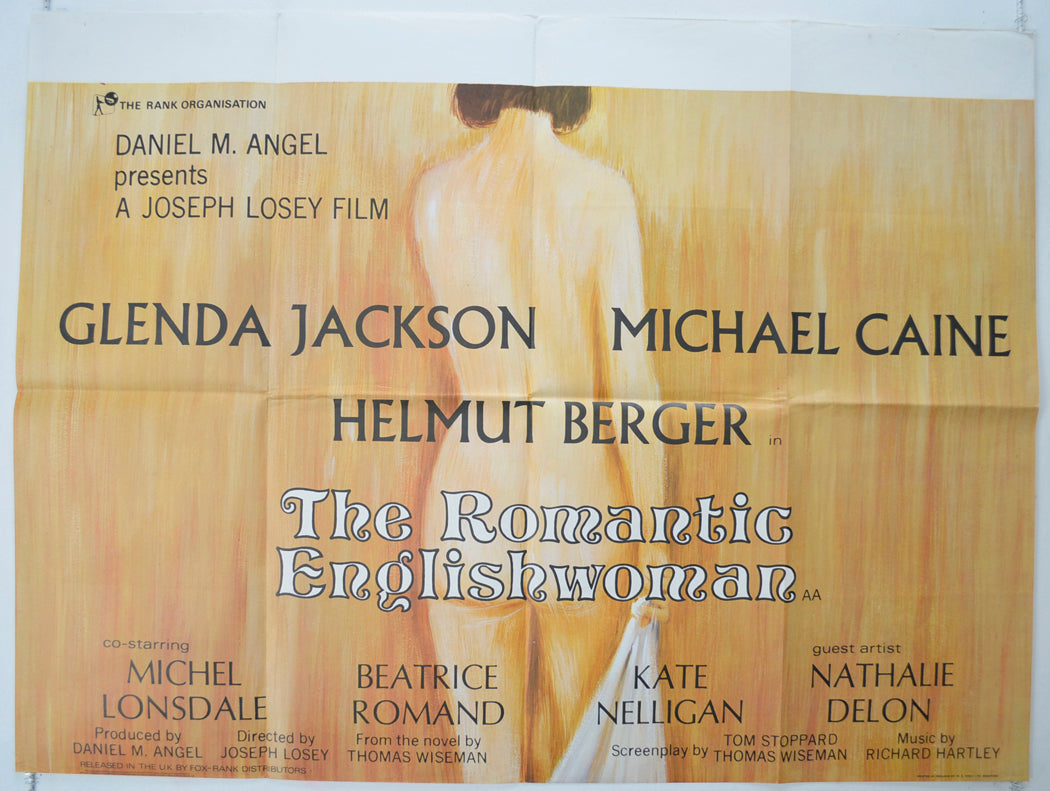 THE RANK ORGANISATION
DANIEL M. ANGEL
presents
A JOSEPH LOSEY FILM
GLENDA JACKSON MICHAEL CAINE
HELMUT BERGER in
The Romantic
Englishwoman AA
co-starring
MICHEL
LONSDALE
BEATRICE
ROMAND
KATE
NELLIGAN
guest artist
NATHALIE
DELON
Produced by
DANIEL M. ANGEL
Directed by
JOSEPH LOSEY
From the novel by
THOMAS WISEMAN
Screenplay by TOM STOPPARD
THOMAS WISEMAN
Music by
RICHARD HARTLEY
RELEASED IN THE U.K. BY FOX-RANK DISTRIBUTORS